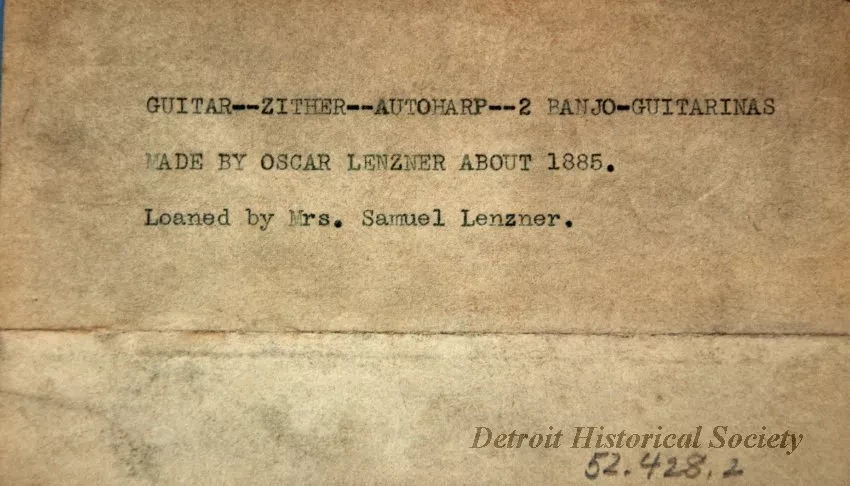 GUITAR--ZITHER--AUTOHARP--2 BANJO-GUITARINAS
MADE BY OSCAR LENZNER ABOUT 1885.
Loaned by Mrs. Samuel Lenzner.
Detroit Historical Society
52.428.2